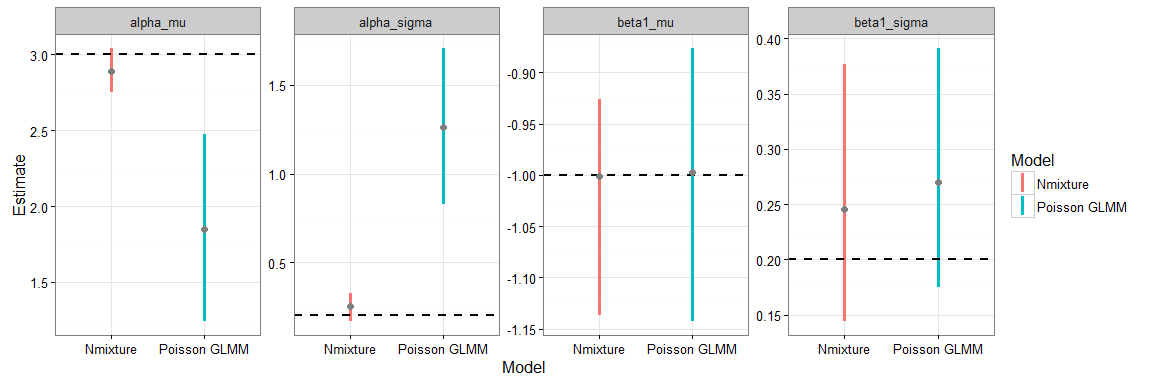 alpha_mu alpha_sigma beta1_mu beta1_sigma
Estimate
3.0
2.5
2.0
1.5
1.5
1.0
0.5
-0.90
-0.95
-1.00
-1.05
-1.10
-1.15
0.40
0.35
0.30
0.25
0.20
0.15
Nmixture Poisson GLMM Nmixture Poisson GLMM Nmixture Poisson GLMM Nmixture Poisson GLMM
Model
Model
Nmixture
Poisson GLMM